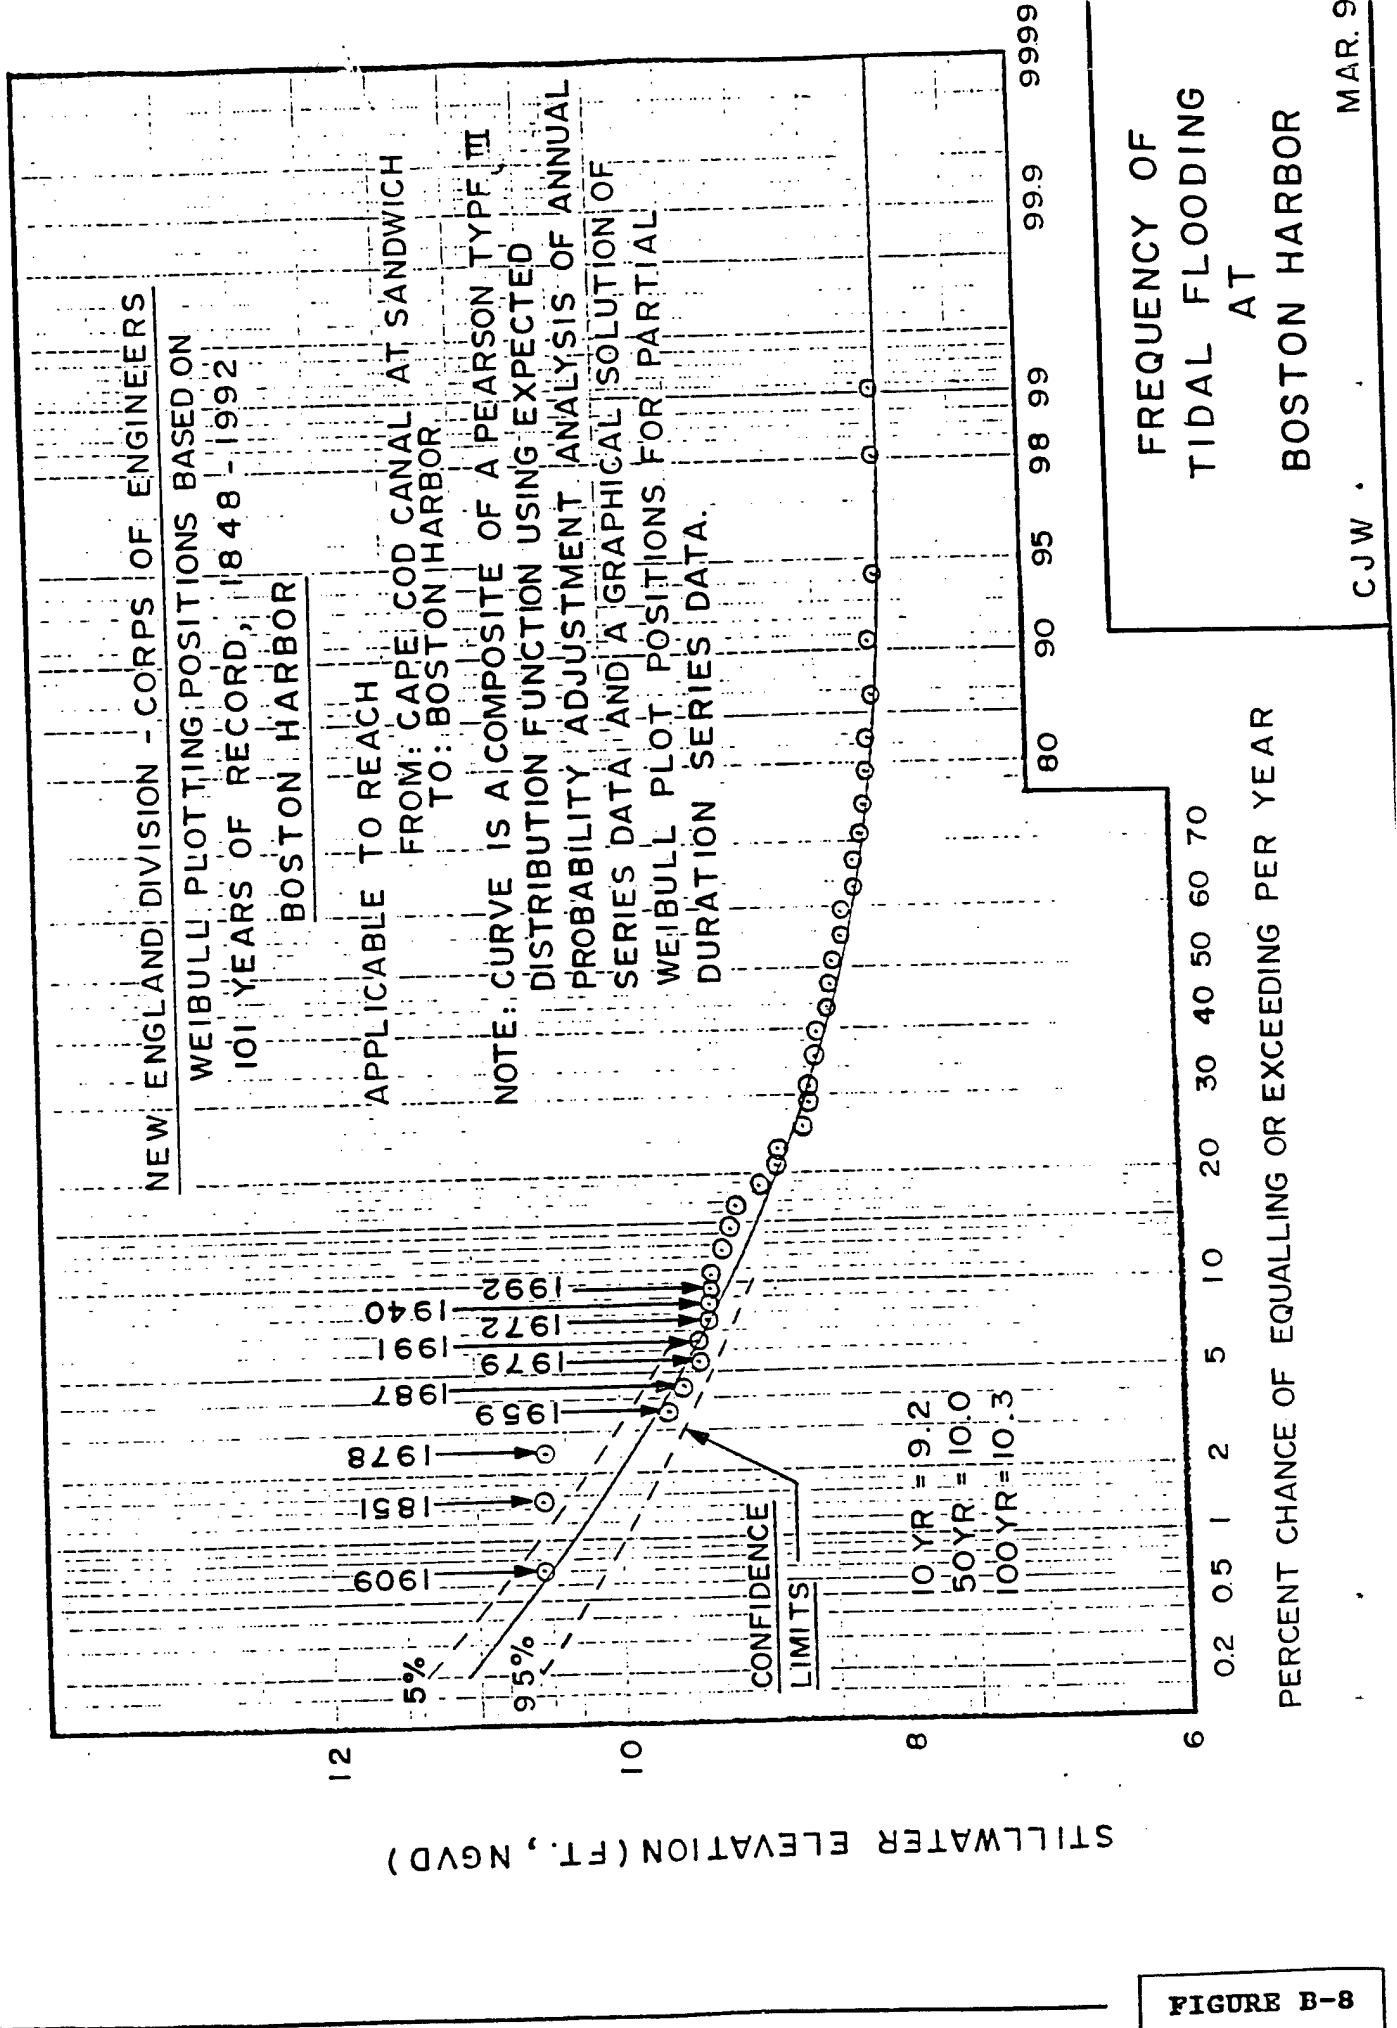 NEW ENGLAND DIVISION - CORPS OF ENGINEERS
WEIBULL PLOTTING POSITIONS BASED ON
101 YEARS OF RECORD, 1848-1992
BOSTON HARBOR
APPLICABLE TO REACH
FROM: CAPE COD CANAL AT SANDWICH
TO: BOSTON HARBOR
NOTE: CURVE IS A COMPOSITE OF A PEARSON TYPE III
DISTRIBUTION FUNCTION USING EXPECTED
PROBABILITY ADJUSTMENT ANALYSIS OF ANNUAL
SERIES DATA AND A GRAPHICAL SOLUTION OF
WEIBULL PLOT POSITIONS FOR PARTIAL
DURATION SERIES DATA.
1909
1851
1978
1959
1987
1979
1991
1972
1940
1992
5%
95%
CONFIDENCE
LIMITS
10 YR = 9.2
50YR = 10.0
100YR = 10.3
STILLWATER ELEVATION (FT., NGVD)
12
10
8
6
0.2 0.5 1 2 5 10 20 30 40 50 60 70 80 90 95 98 99 99.9 99.99
PERCENT CHANCE OF EQUALLING OR EXCEEDING PER YEAR
FREQUENCY OF
TIDAL FLOODING
AT
BOSTON HARBOR
CJW. MAR. 9
FIGURE B-8